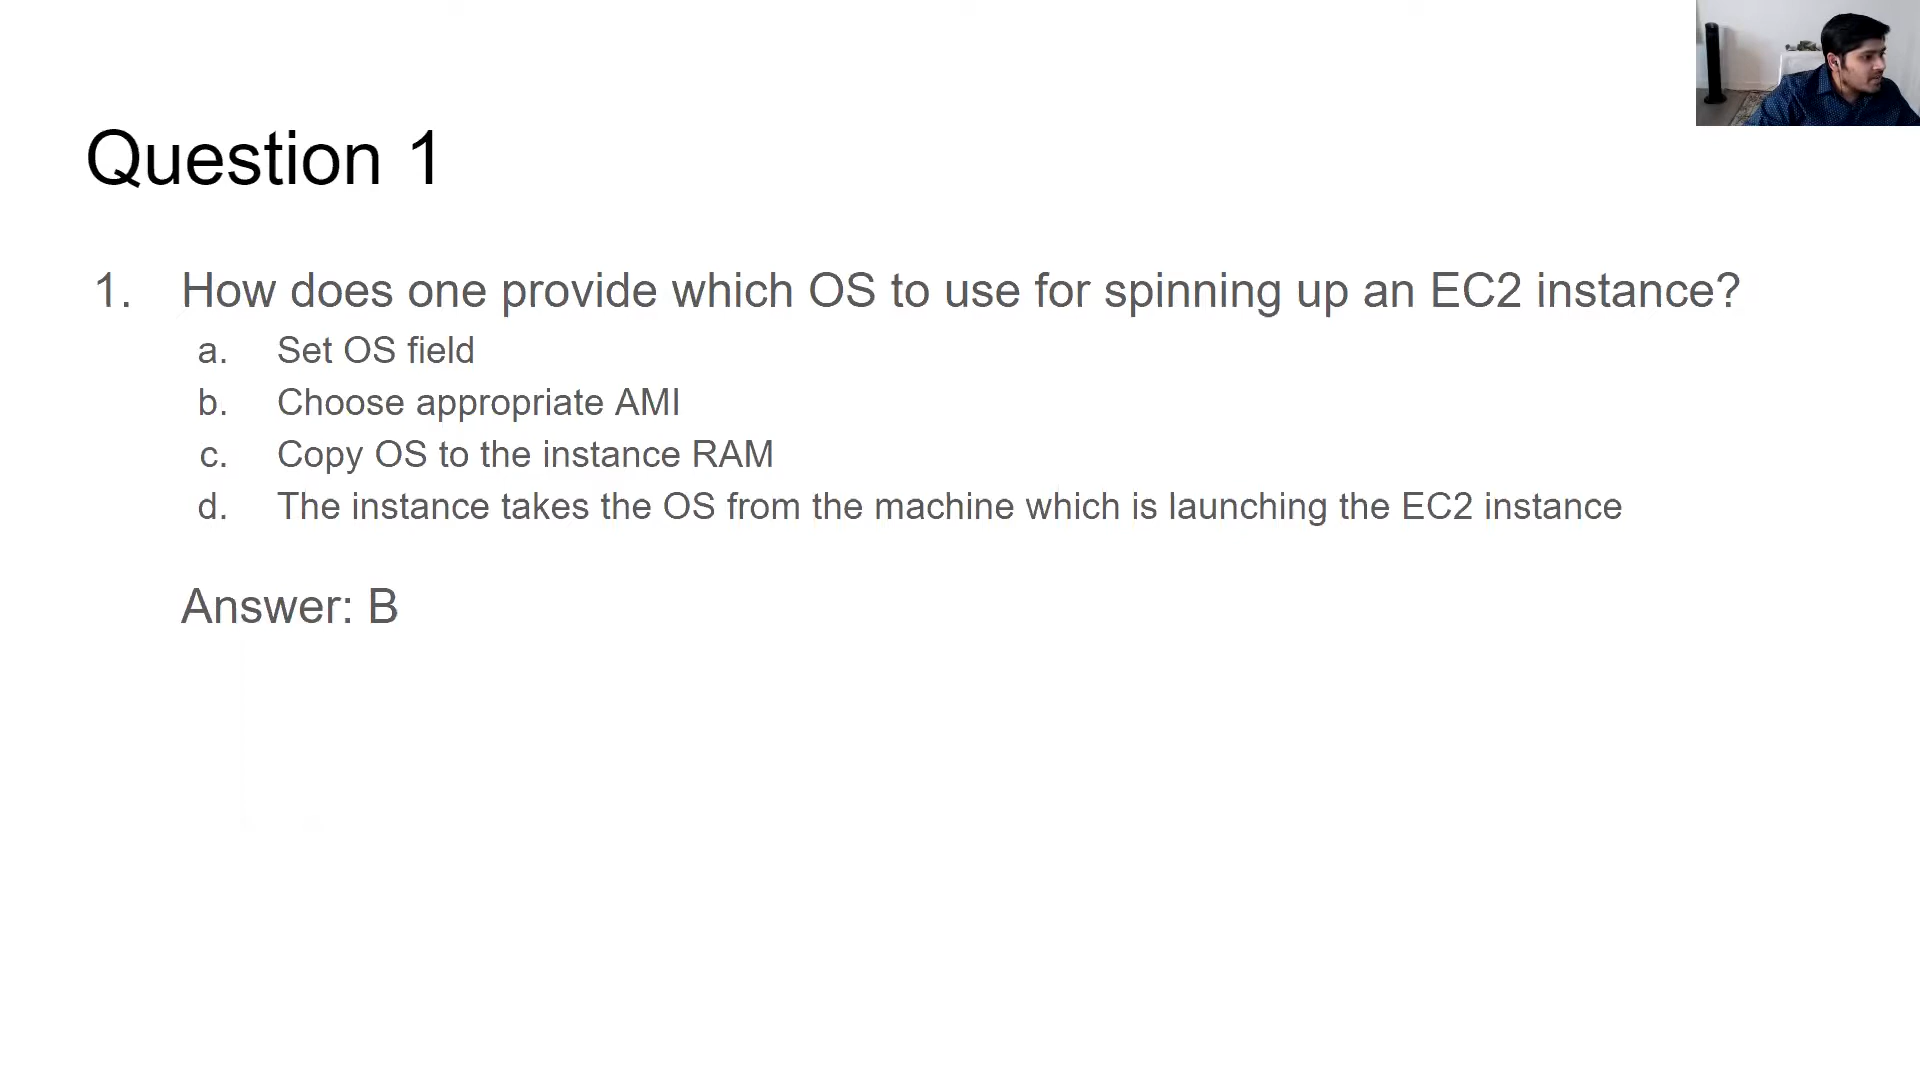 Question 1
1. How does one provide which OS to use for spinning up an EC2 instance?
a. Set OS field
b. Choose appropriate AMI
c. Copy OS to the instance RAM
d. The instance takes the OS from the machine which is launching the EC2 instance
Answer: B